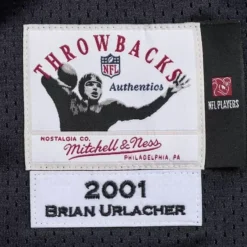 THROWBACKS
NFL
Authentics
NOSTALGIA CO.
Mitchell & Ness
PHILADELPHIA, PA
NFL PLAYERS
2001
BRIAN URLACHER